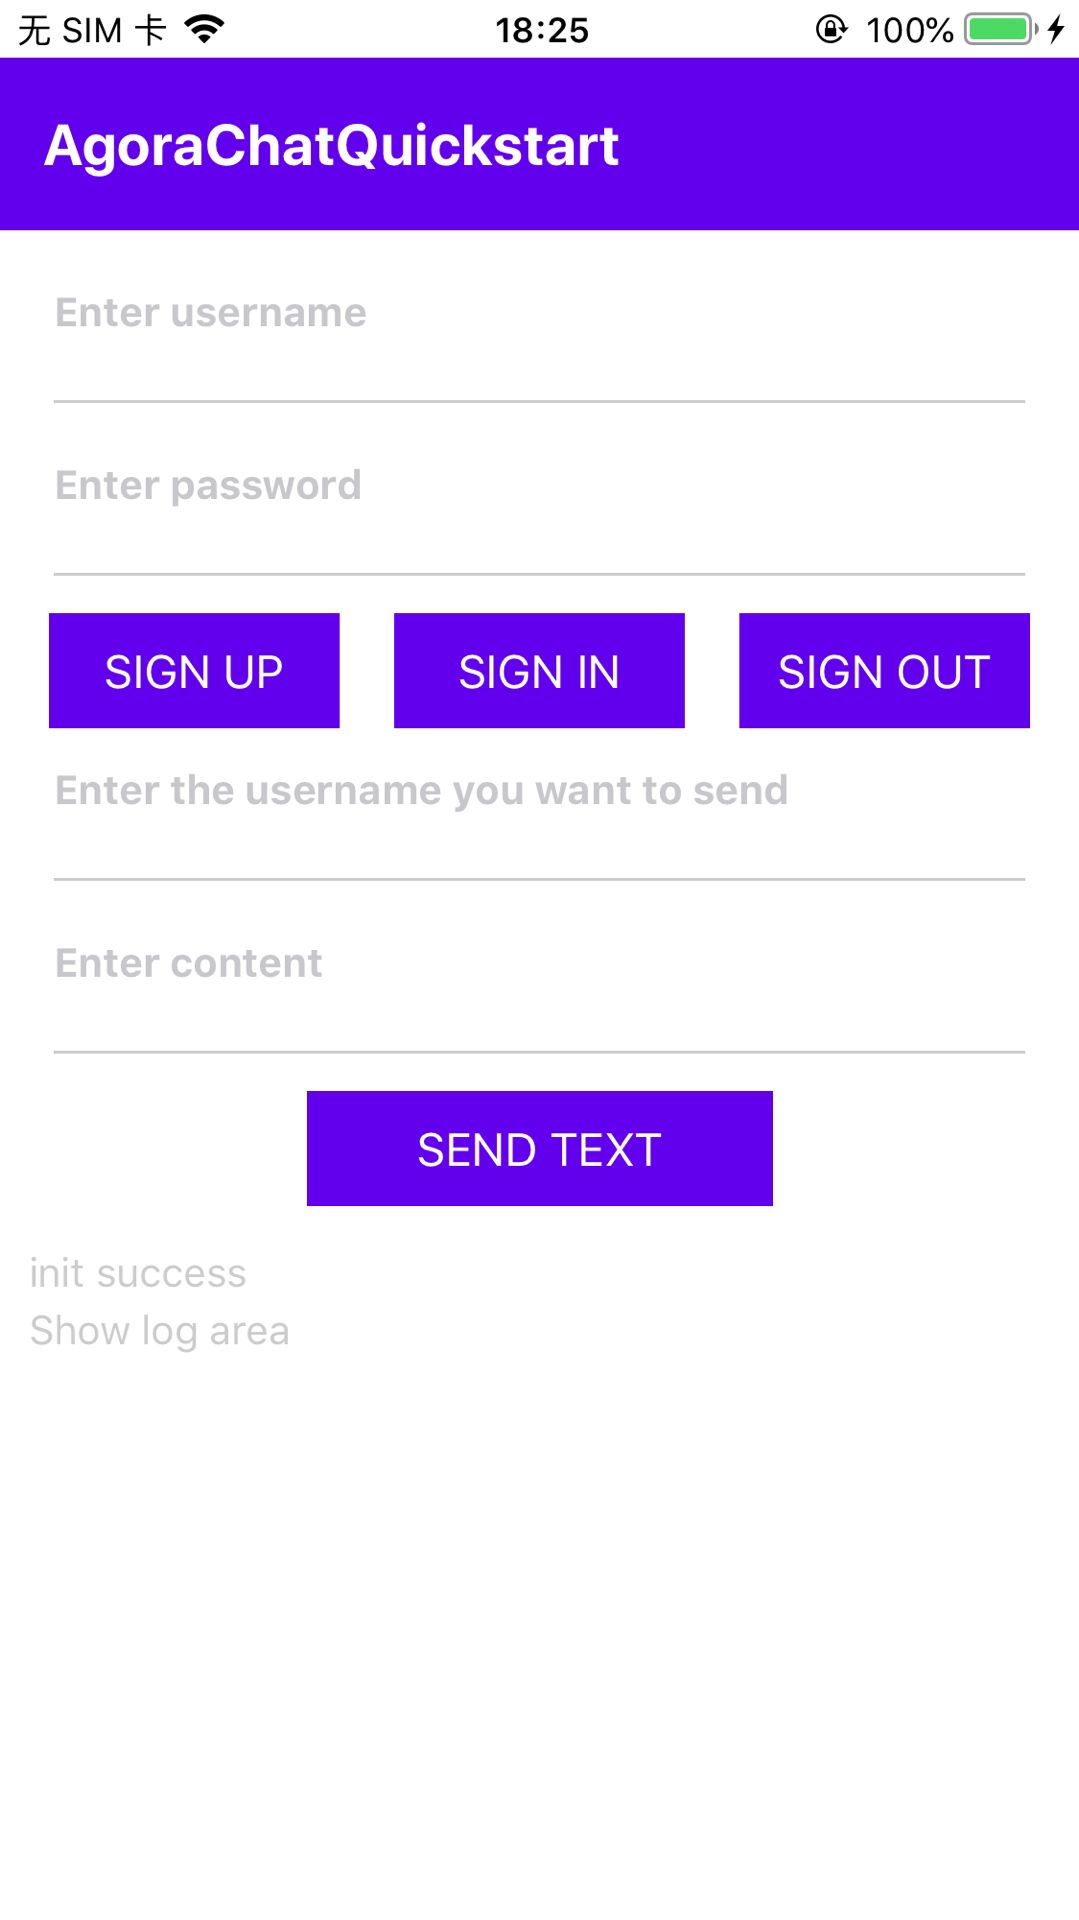 无 SIM 卡 18:25 100%
AgoraChatQuickstart
Enter username
Enter password
SIGN UP SIGN IN SIGN OUT
Enter the username you want to send
Enter content
SEND TEXT
init success
Show log area